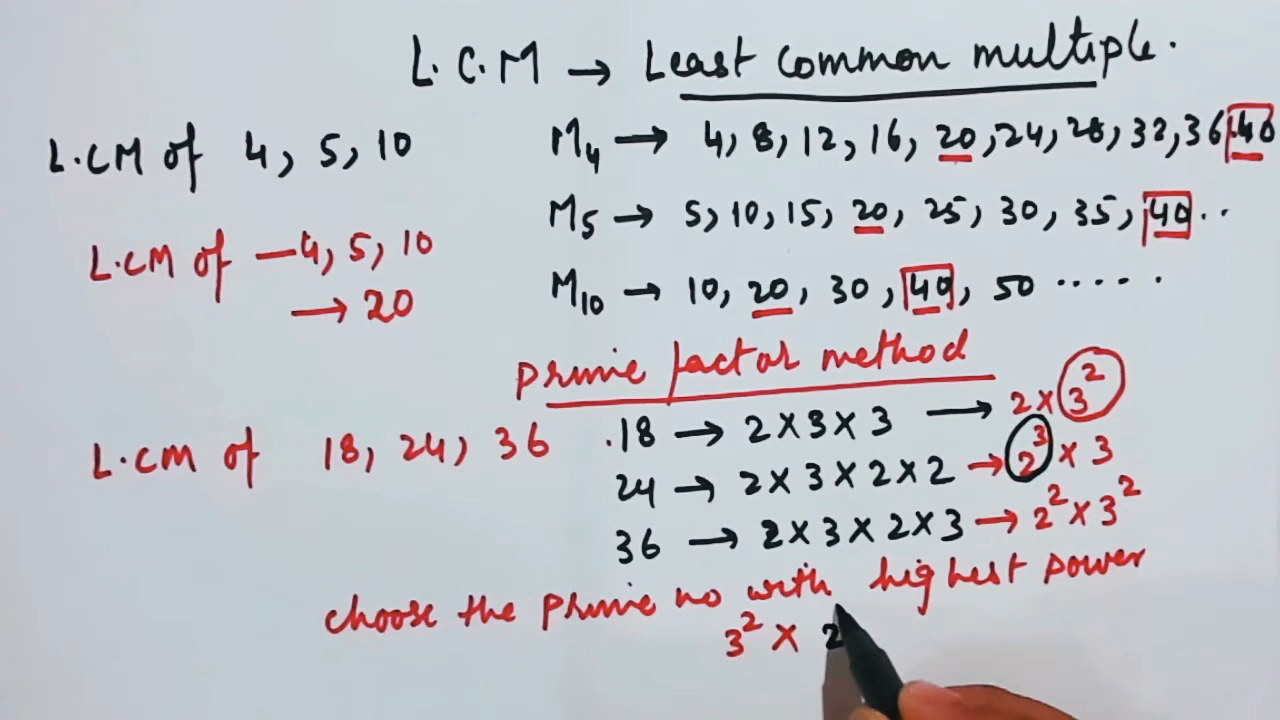 L.C.M → Least common multiple.
L.CM of 4, 5, 10
M4 → 4, 8, 12, 16, 20, 24, 28, 32, 36, 40
M5 → 5, 10, 15, 20, 25, 30, 35, 40..
L.CM of - 4, 5, 10
→ 20
M10 → 10, 20, 30, 40, 50 ......
prime factor method
L.CM of 18, 24, 36
.18 → 2 × 3 × 3 → 2 × 3²
24 → 2 × 3 × 2 × 2 → 2³ × 3
36 → 2 × 3 × 2 × 3 → 2² × 3²
choose the prime no with highest power
3² × 2